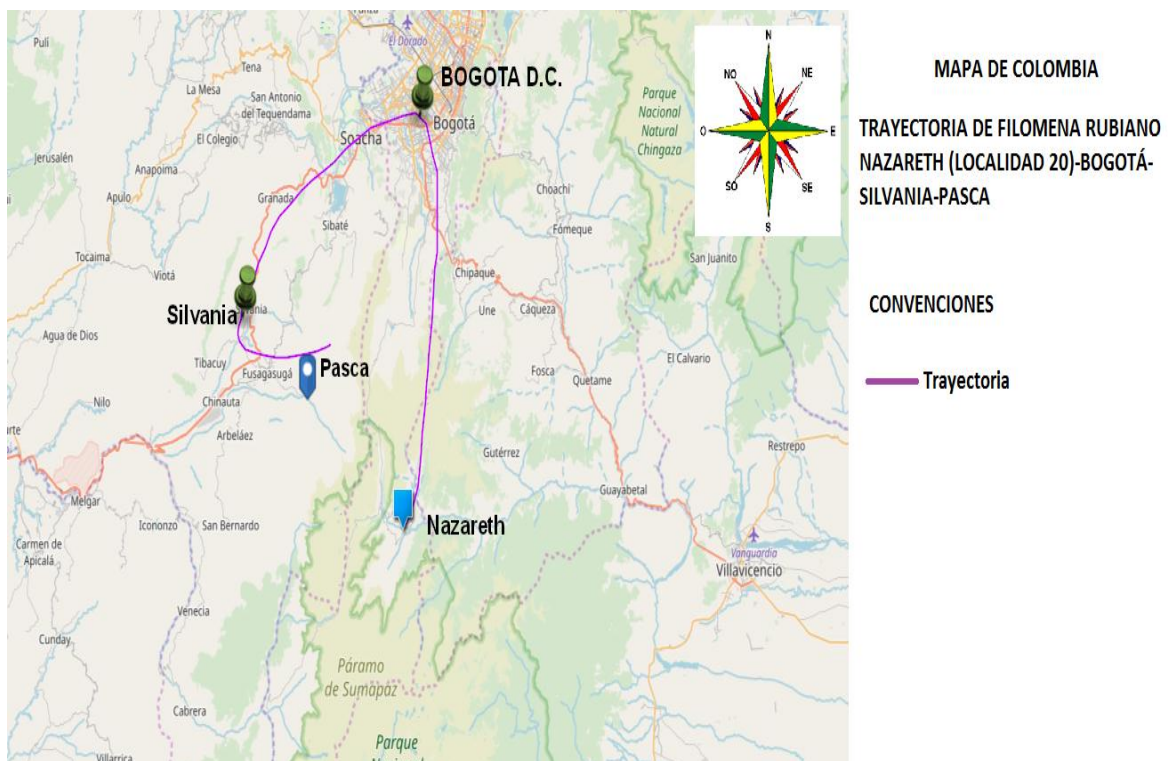 Pulí
Tena
El Dorado
BOGOTA D.C.
La Mesa
San Antonio
del Tequendama
Bogotá
Soacha
El Colegio
Jerusalén
Anapoima
Apulo
Granada
Sibaté
Choachí
Fómeque
Parque
Nacional
Natural
Chingaza
Tocaima
Viotá
Chipaque
San Juanito
Silvania
Une
Cáqueza
Agua de Dios
Tibacuy
Fusagasugá
Pasca
Fosca
Quetame
El Calvario
Nilo
Chinauta
Arbeláez
Gutérrez
Restrepo
Melgar
Guayabetal
Icononzo
San Bernardo
Nazareth
Carmen de
Apicalá
Vanguardia
Villavicencio
Venecia
Cunday
Páramo
de Sumapaz
Cabrera
Villarrica
Parque
N
NO
NE
O
E
SO
SE
S
MAPA DE COLOMBIA
TRAYECTORIA DE FILOMENA RUBIANO
NAZARETH (LOCALIDAD 20)-BOGOTÁ-
SILVANIA-PASCA
CONVENCIONES
Trayectoria